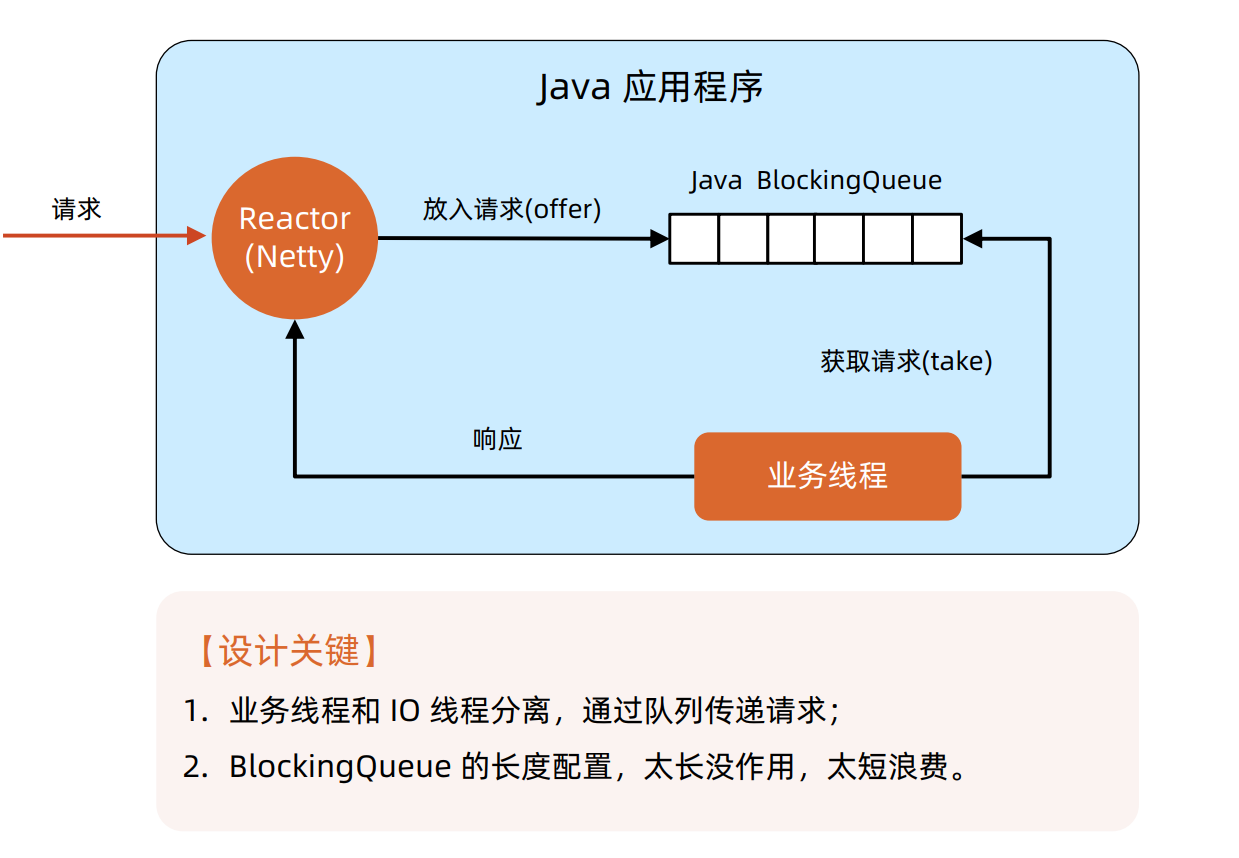 Java 应用程序
请求
Reactor
(Netty)
放入请求(offer)
Java BlockingQueue
获取请求(take)
响应
业务线程
【设计关键】
1. 业务线程和 IO 线程分离，通过队列传递请求；
2. BlockingQueue 的长度配置，太长没作用，太短浪费。